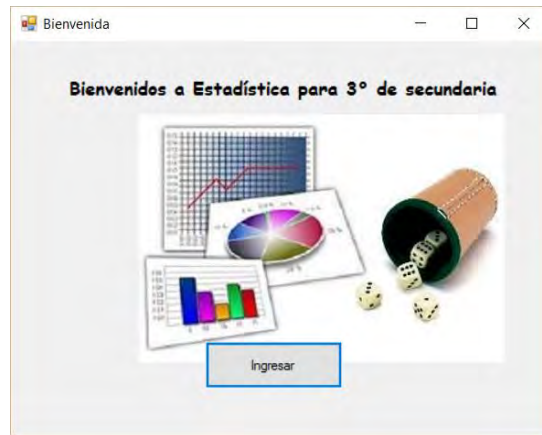 Bienvenida
Bienvenidos a Estadística para 3° de secundaria
Ingresar